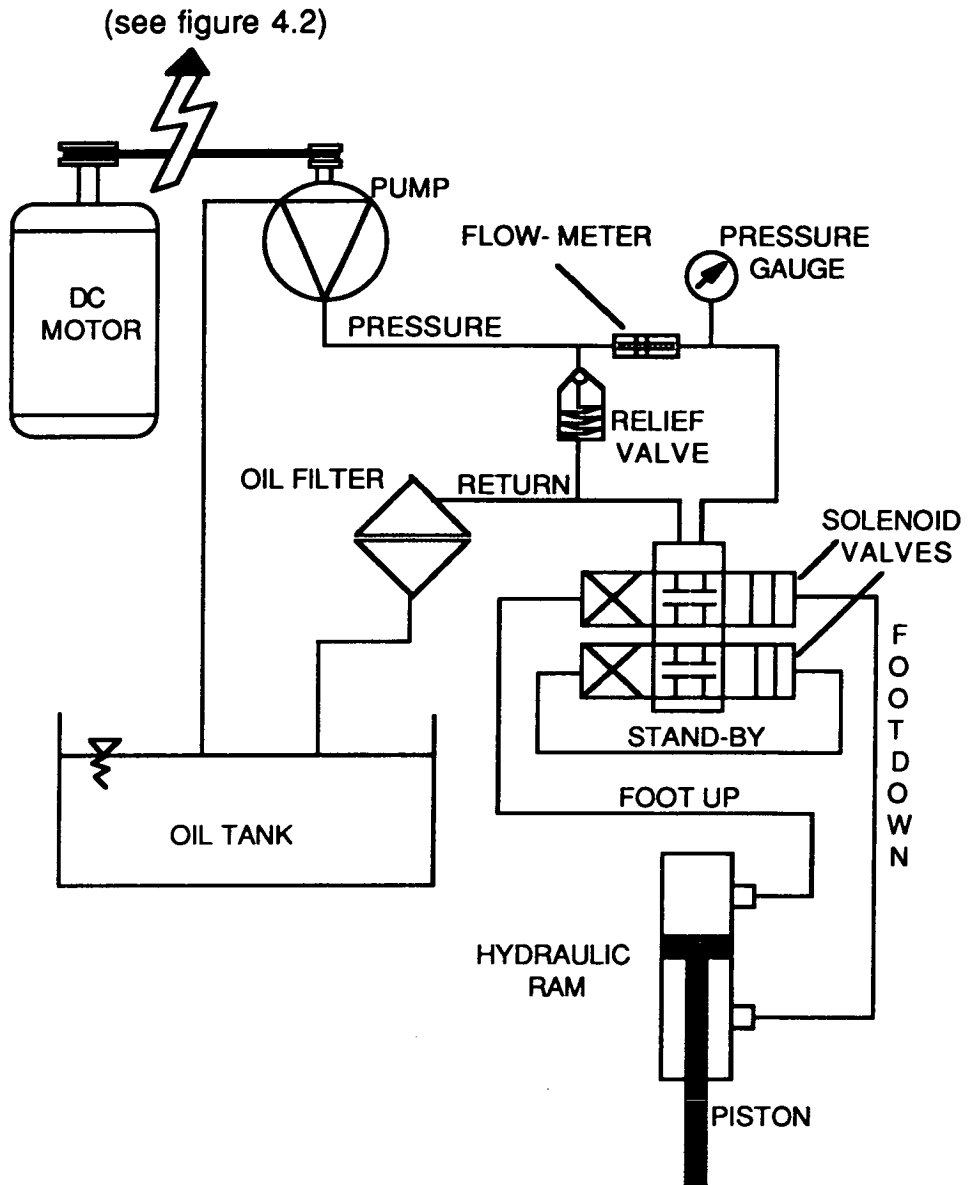 (see figure 4.2)
PUMP
FLOW- METER
PRESSURE
GAUGE
DC
MOTOR
PRESSURE
RELIEF
VALVE
OIL FILTER
RETURN
SOLENOID
VALVES
FOOTDOWN
STAND-BY
FOOT UP
OIL TANK
HYDRAULIC
RAM
PISTON